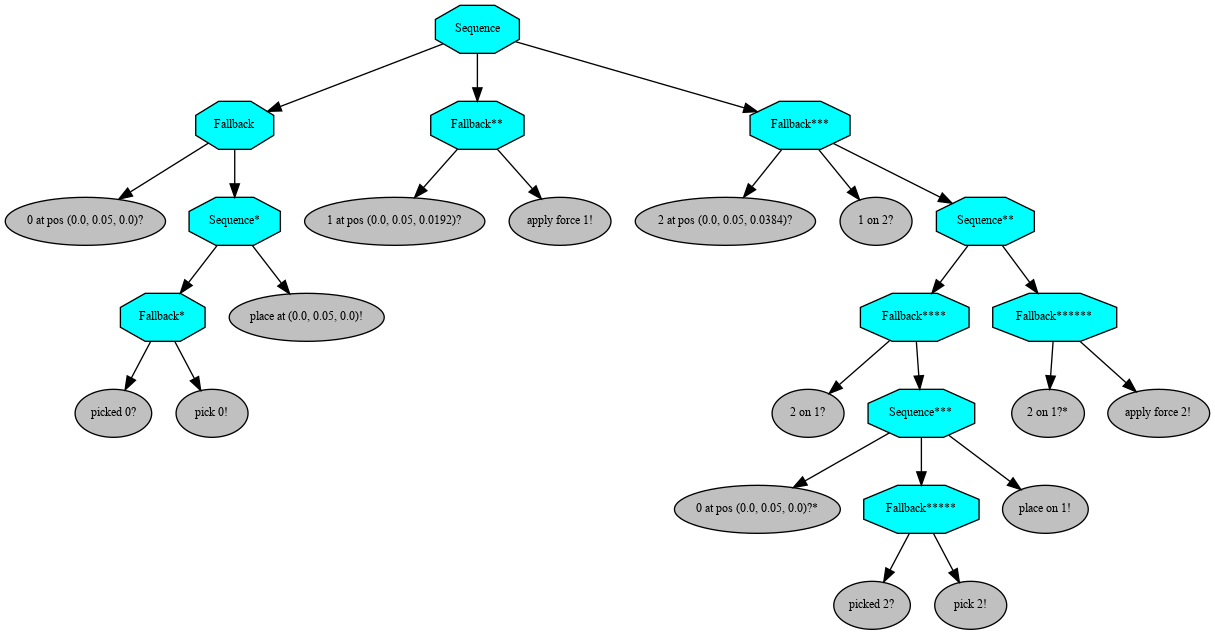 Sequence
Fallback
Fallback**
Fallback***
0 at pos (0.0, 0.05, 0.0)?
Sequence*
1 at pos (0.0, 0.05, 0.0192)?
apply force 1!
2 at pos (0.0, 0.05, 0.0384)?
1 on 2?
Sequence**
Fallback*
place at (0.0, 0.05, 0.0)!
Fallback****
Fallback******
picked 0?
pick 0!
2 on 1?
Sequence***
2 on 1?*
apply force 2!
0 at pos (0.0, 0.05, 0.0)?*
Fallback*****
place on 1!
picked 2?
pick 2!